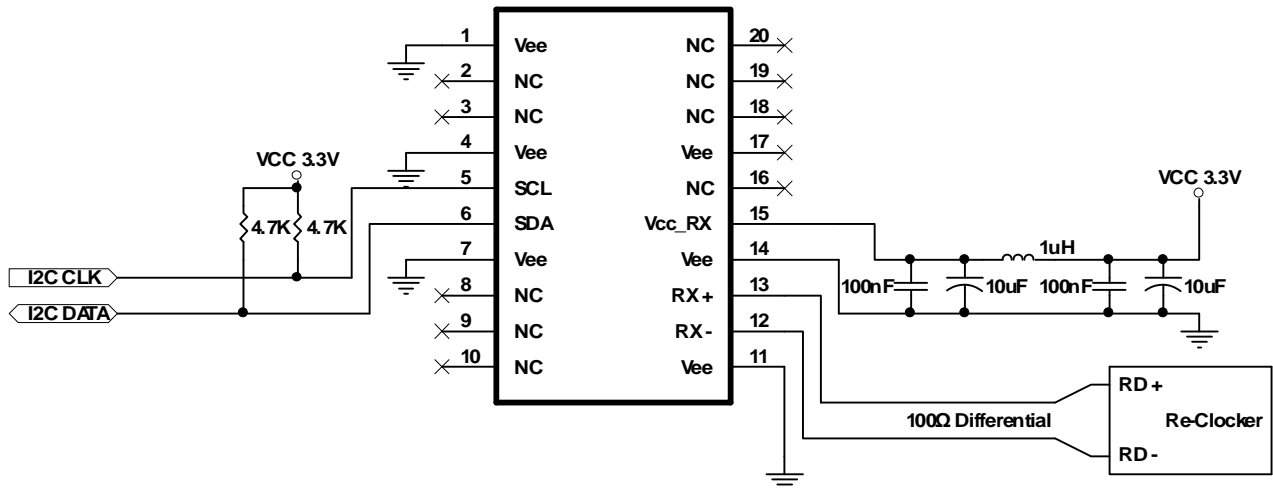 1 Vee
2 NC
3 NC
4 Vee
5 SCL
6 SDA
7 Vee
8 NC
9 NC
10 NC
NC 20
NC 19
NC 18
Vee 17
NC 16
Vcc_RX 15
Vee 14
RX+ 13
RX- 12
Vee 11
VCC 3.3V
4.7K 4.7K
I2C CLK
I2C DATA
VCC 3.3V
1uH
100nF 10uF 100nF 10uF
100Ω Differential
RD+
Re-Clocker
RD-